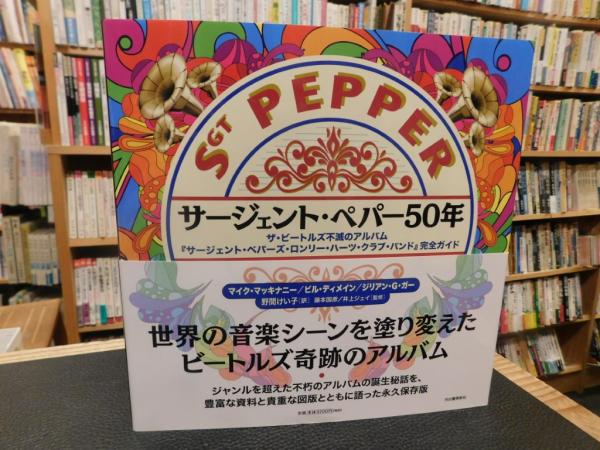 SGT PEPPER
サージェント・ペパー50年
ザ・ビートルズ不滅のアルバム
『サージェント・ペパーズ・ロンリー・ハーツ・クラブ・バンド』完全ガイド
マイク・マッキナニー／ビル・ディメイン／ジリアン・G・ガー
野間けい子［訳］ 藤本国彦／井上ジェイ［監修］
世界の音楽シーンを塗り変えた
ビートルズ奇跡のアルバム
ジャンルを超えた不朽のアルバムの誕生秘話を、
豊富な資料と貴重な図版とともに語った永久保存版
河出書房新社